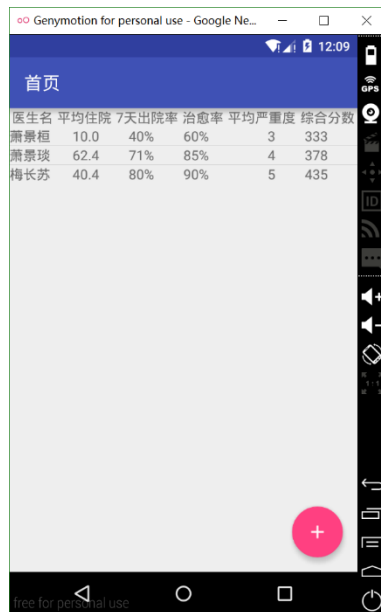 Genymotion for personal use - Google Ne...
12:09
首页
GPS
医生名 平均住院 7天出院率 治愈率 平均严重度 综合分数
萧景桓 10.0 40% 60% 3 333
萧景琰 62.4 71% 85% 4 378
梅长苏 40.4 80% 90% 5 435
ID
1:1
+
free for personal use